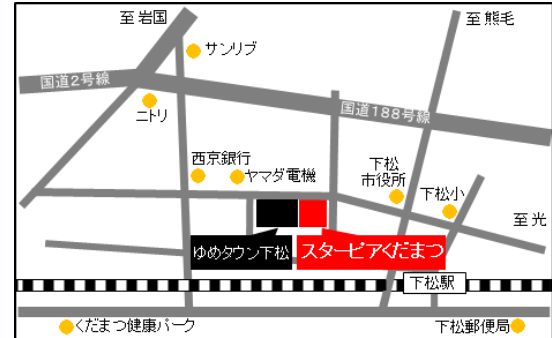 至 岩国
至 熊毛
サンリブ
国道2号線
ニトリ
国道188号線
西京銀行
ヤマダ電機
下松
市役所
下松小
至 光
ゆめタウン下松
スターピアくだまつ
下松駅
くだまつ健康パーク
下松郵便局